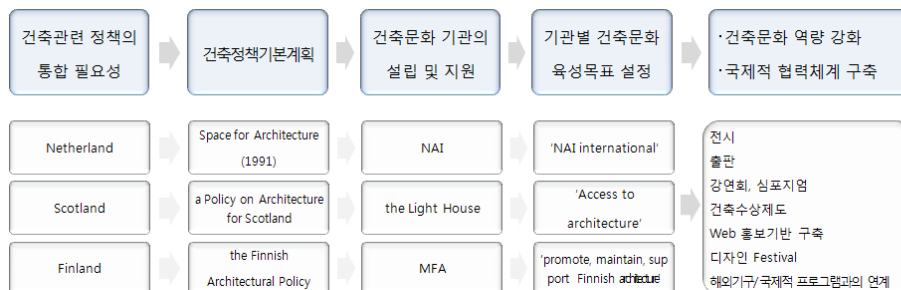 건축관련 정책의
통합 필요성
건축정책기본계획
건축문화 기관의
설립 및 지원
기관별 건축문화
육성목표 설정
·건축문화 역량 강화
·국제적 협력체계 구축
Netherland
Space for Architecture
(1991)
NAI
'NAI international'
Scotland
a Policy on Architecture
for Scotland
the Light House
'Access to
architecture'
Finland
the Finnish
Architectural Policy
MFA
'promote, maintain, sup
port Finnish architecture'
전시
출판
강연회, 심포지엄
건축수상제도
Web 홍보기반 구축
디자인 Festival
해외기구/국제적 프로그램과의 연계